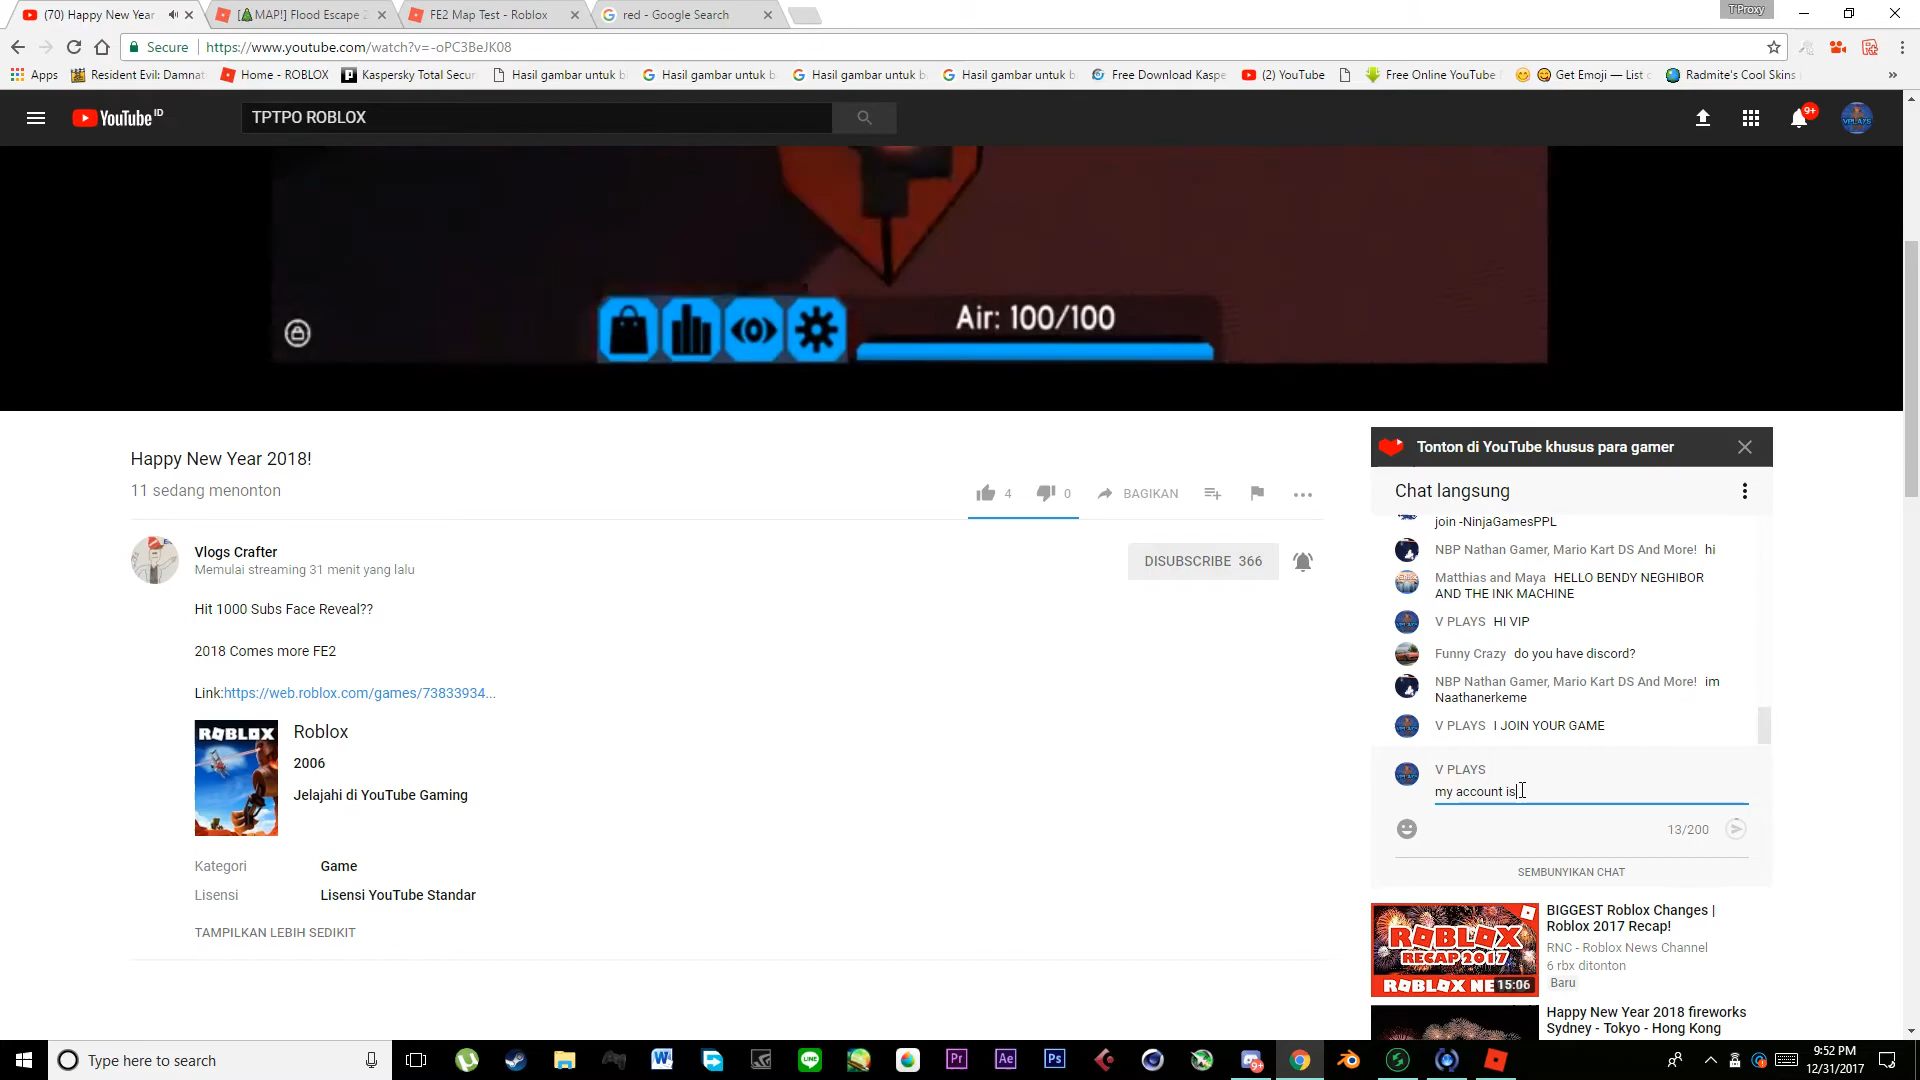 (70) Happy New Year
MAP!] Flood Escape 2
FE2 Map Test - Roblox
red - Google Search
TProxy
Secure
https://www.youtube.com/watch?v=-oPC3BeJK08
Apps
Resident Evil: Damnat
Home - ROBLOX
Kaspersky Total Secur
Hasil gambar untuk b
Hasil gambar untuk b
Hasil gambar untuk b
Hasil gambar untuk b
Free Download Kaspe
(2) YouTube
Free Online YouTube
Get Emoji — List o
Radmite's Cool Skins
YouTube ID
TPTPO ROBLOX
9+
VPLAYS
Air: 100/100
Happy New Year 2018!
11 sedang menonton
4
0
BAGIKAN
Vlogs Crafter
Memulai streaming 31 menit yang lalu
DISUBSCRIBE 366
Hit 1000 Subs Face Reveal??
2018 Comes more FE2
Link:https://web.roblox.com/games/73833934...
ROBLOX
Roblox
2006
Jelajahi di YouTube Gaming
Kategori
Game
Lisensi
Lisensi YouTube Standar
TAMPILKAN LEBIH SEDIKIT
Tonton di YouTube khusus para gamer
Chat langsung
join -NinjaGamesPPL
NBP Nathan Gamer, Mario Kart DS And More! hi
Matthias and Maya HELLO BENDY NEGHIBOR
AND THE INK MACHINE
V PLAYS HI VIP
Funny Crazy do you have discord?
NBP Nathan Gamer, Mario Kart DS And More! im
Naathanerkeme
V PLAYS I JOIN YOUR GAME
V PLAYS
my account is
13/200
SEMBUNYIKAN CHAT
ROBLOX
RECAP 2017
ROBLOX NE
15:06
BIGGEST Roblox Changes |
Roblox 2017 Recap!
RNC - Roblox News Channel
6 rbx ditonton
Baru
Happy New Year 2018 fireworks
Sydney - Tokyo - Hong Kong
Type here to search
9:52 PM
12/31/2017